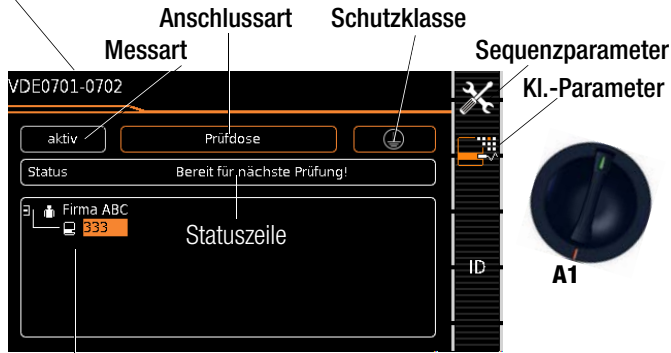 Anschlussart Schutzklasse
Messart Sequenzparameter
VDE0701-0702 Kl.-Parameter
aktiv Prüfdose
Status Bereit für nächste Prüfung!
Firma ABC
333 Statuszeile
ID
A1